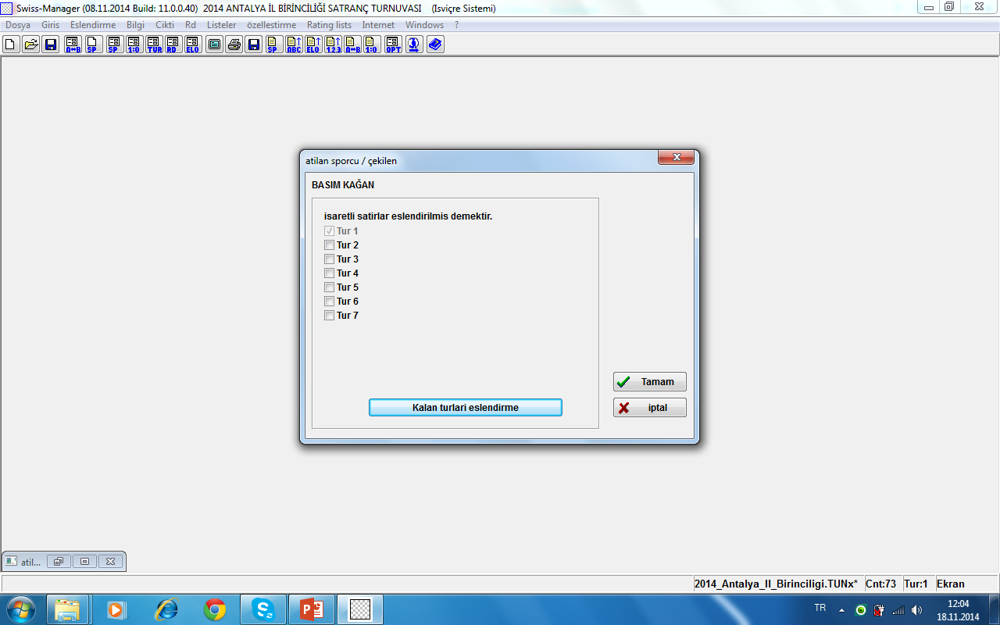 Swiss-Manager (08.11.2014 Build: 11.0.0.40)  2014 ANTALYA İL BİRİNCİLİĞİ SATRANÇ TURNUVASI    (Isviçre Sistemi)
Dosya Giris Eslendirme Bilgi Cikti Rd Listeler özellestirme Rating lists Internet Windows ?
A↔B SP SP 1:0 TUR RD ELO SP ABC ELO 1.2.3 A↔B 1:0 OPT
atilan sporcu / çekilen
BASIM KAĞAN
isaretli satirlar eslendirilmis demektir.
Tur 1
Tur 2
Tur 3
Tur 4
Tur 5
Tur 6
Tur 7
Tamam
Kalan turlari eslendirme
iptal
atil...
2014_Antalya_Il_Birinciligi.TUNx* Cnt:73 Tur:1 Ekran
TR
12:04
18.11.2014